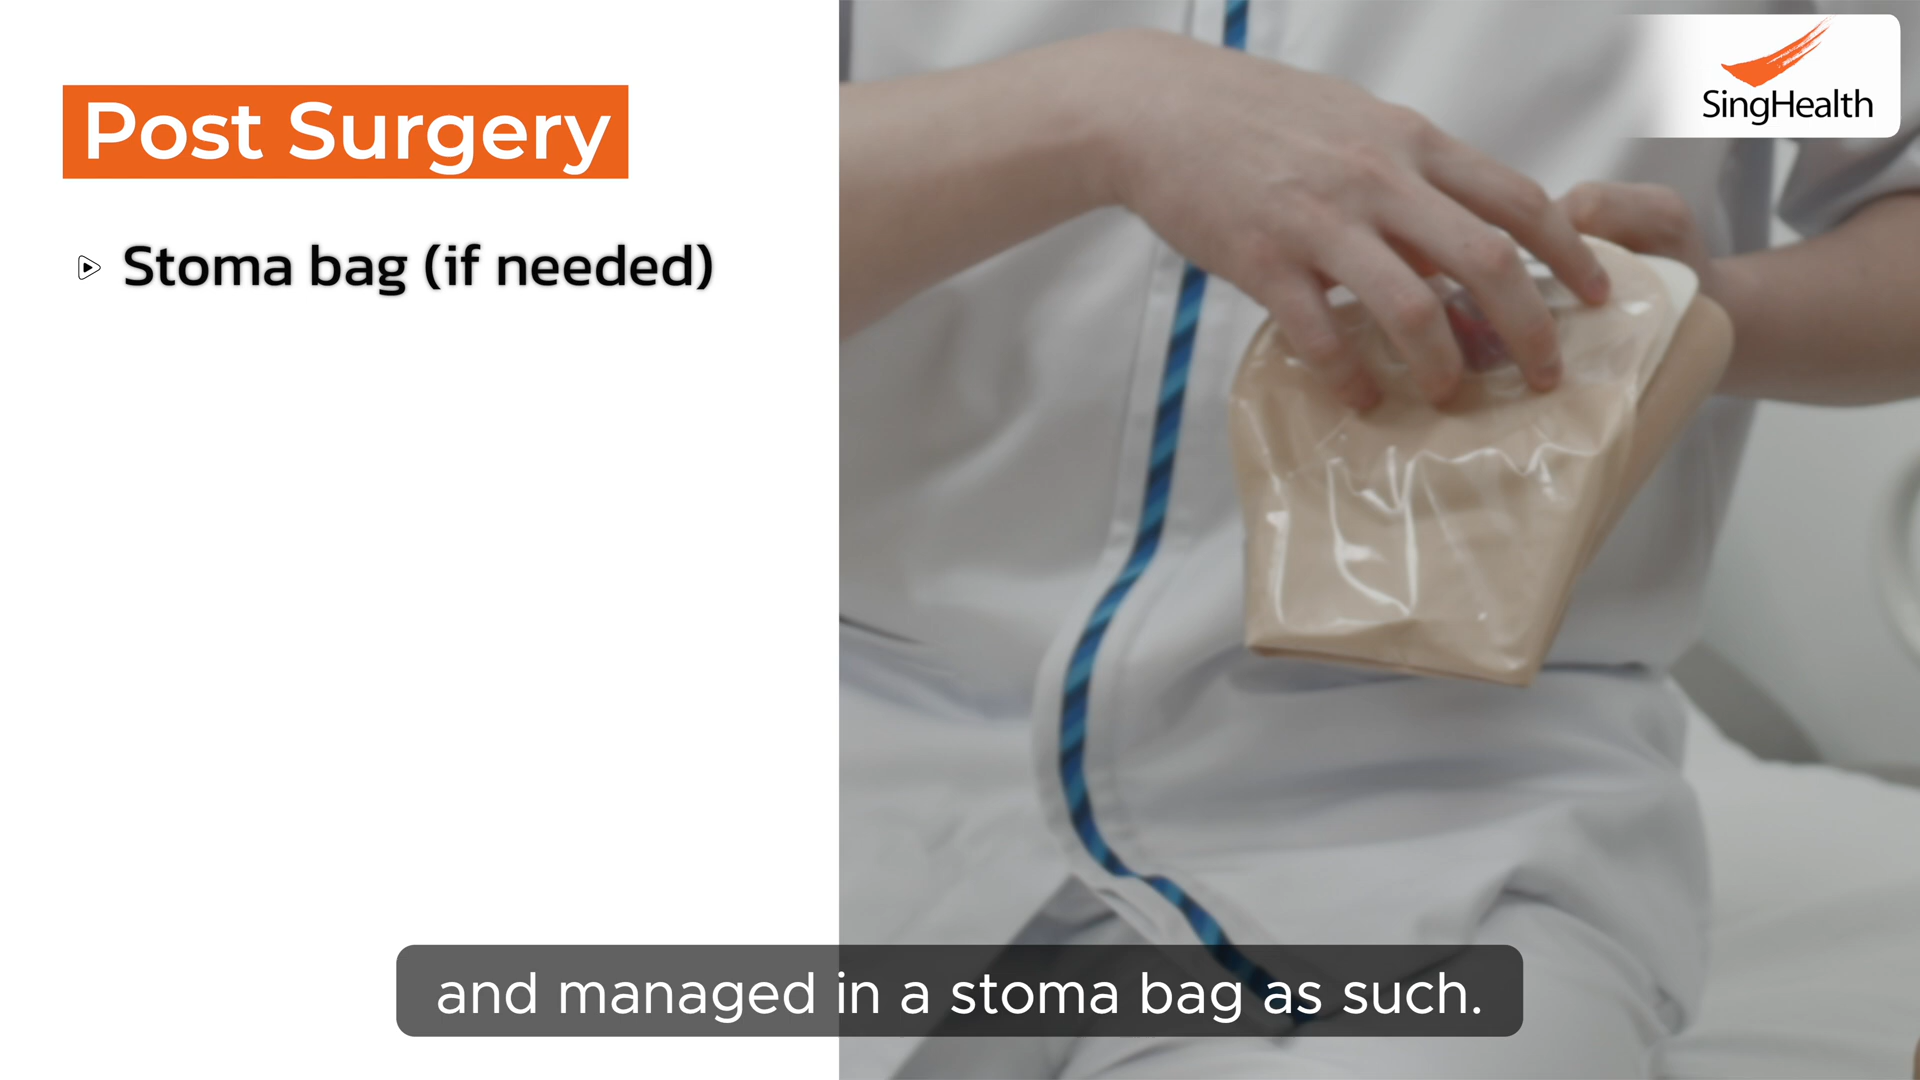 Post Surgery
SingHealth
Stoma bag (if needed)
and managed in a stoma bag as such.